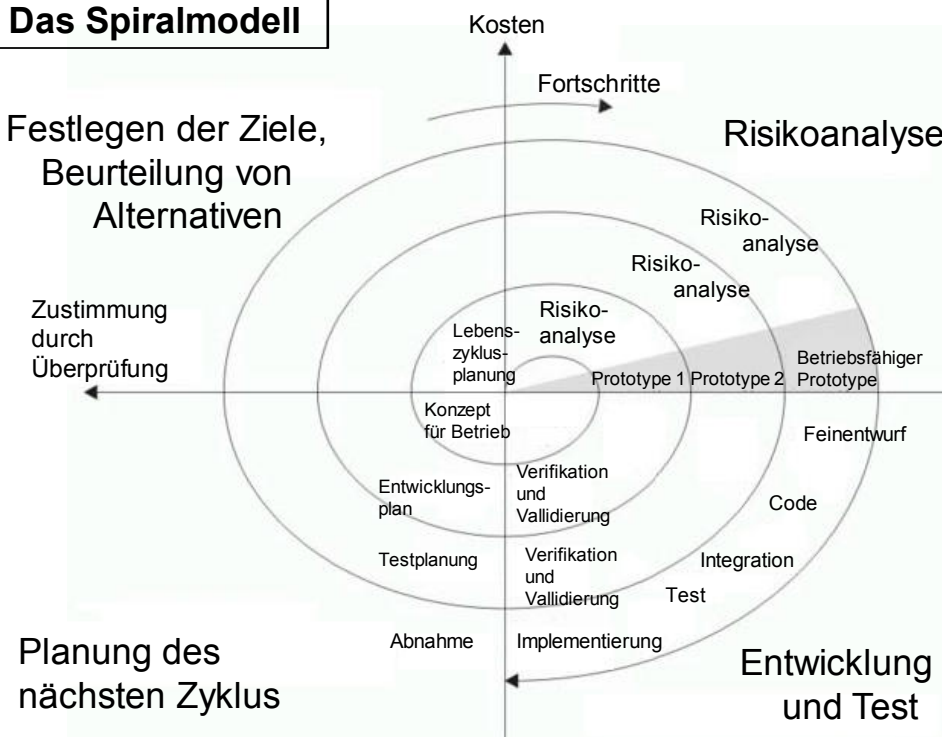 Das Spiralmodell
Kosten
Fortschritte
Festlegen der Ziele,
Beurteilung von
Alternativen
Risikoanalyse
Risiko-
analyse
Risiko-
analyse
Risiko-
analyse
Zustimmung
durch
Überprüfung
Lebens-
zyklus-
planung
Prototype 1
Prototype 2
Betriebsfähiger
Prototype
Konzept
für Betrieb
Feinentwurf
Entwicklungs-
plan
Verifikation
und
Vallidierung
Code
Testplanung
Verifikation
und
Vallidierung
Integration
Test
Abnahme
Implementierung
Planung des
nächsten Zyklus
Entwicklung
und Test